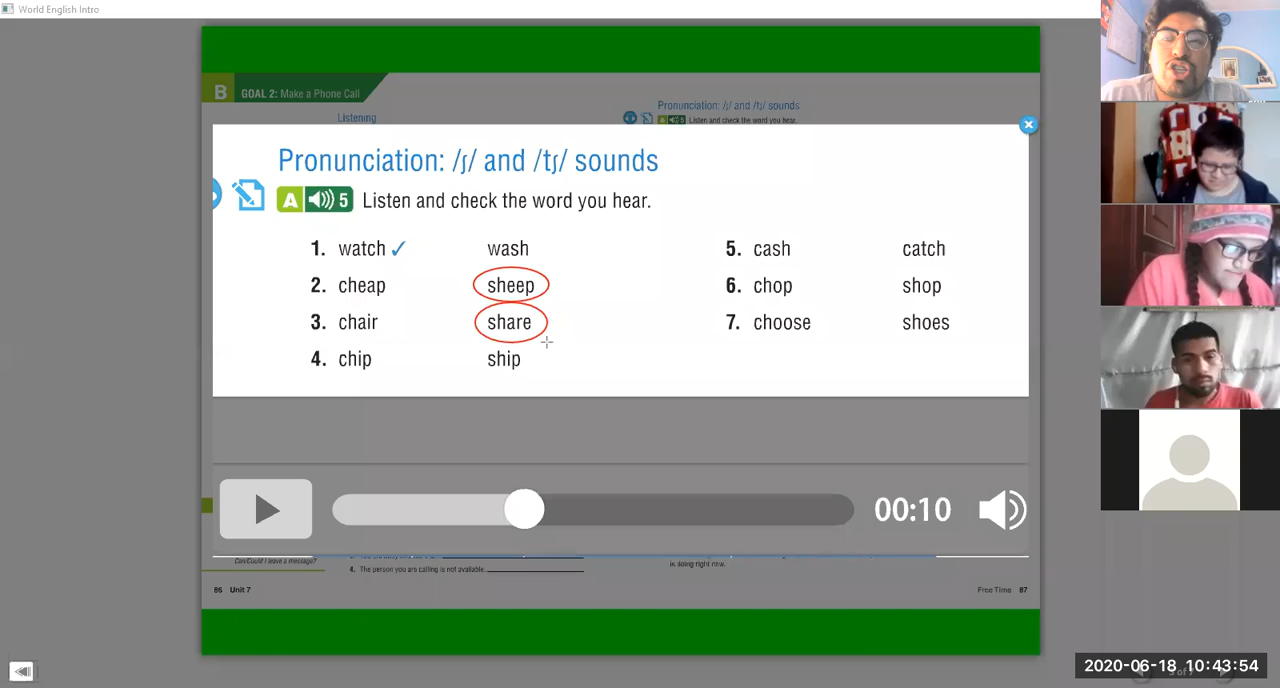 World English Intro
B GOAL 2: Make a Phone Call
Listening
Pronunciation: /ʃ/ and /tʃ/ sounds
A 5 Listen and check the word you hear.
Pronunciation: /ʃ/ and /tʃ/ sounds
A 5 Listen and check the word you hear.
1. watch ✓ wash
2. cheap sheep
3. chair share
4. chip ship
5. cash catch
6. chop shop
7. choose shoes
00:10
Can/Could I leave a message?
4. The person you are calling is not available.
is doing right now.
86 Unit 7
Free Time 87
2020-06-18 10:43:54